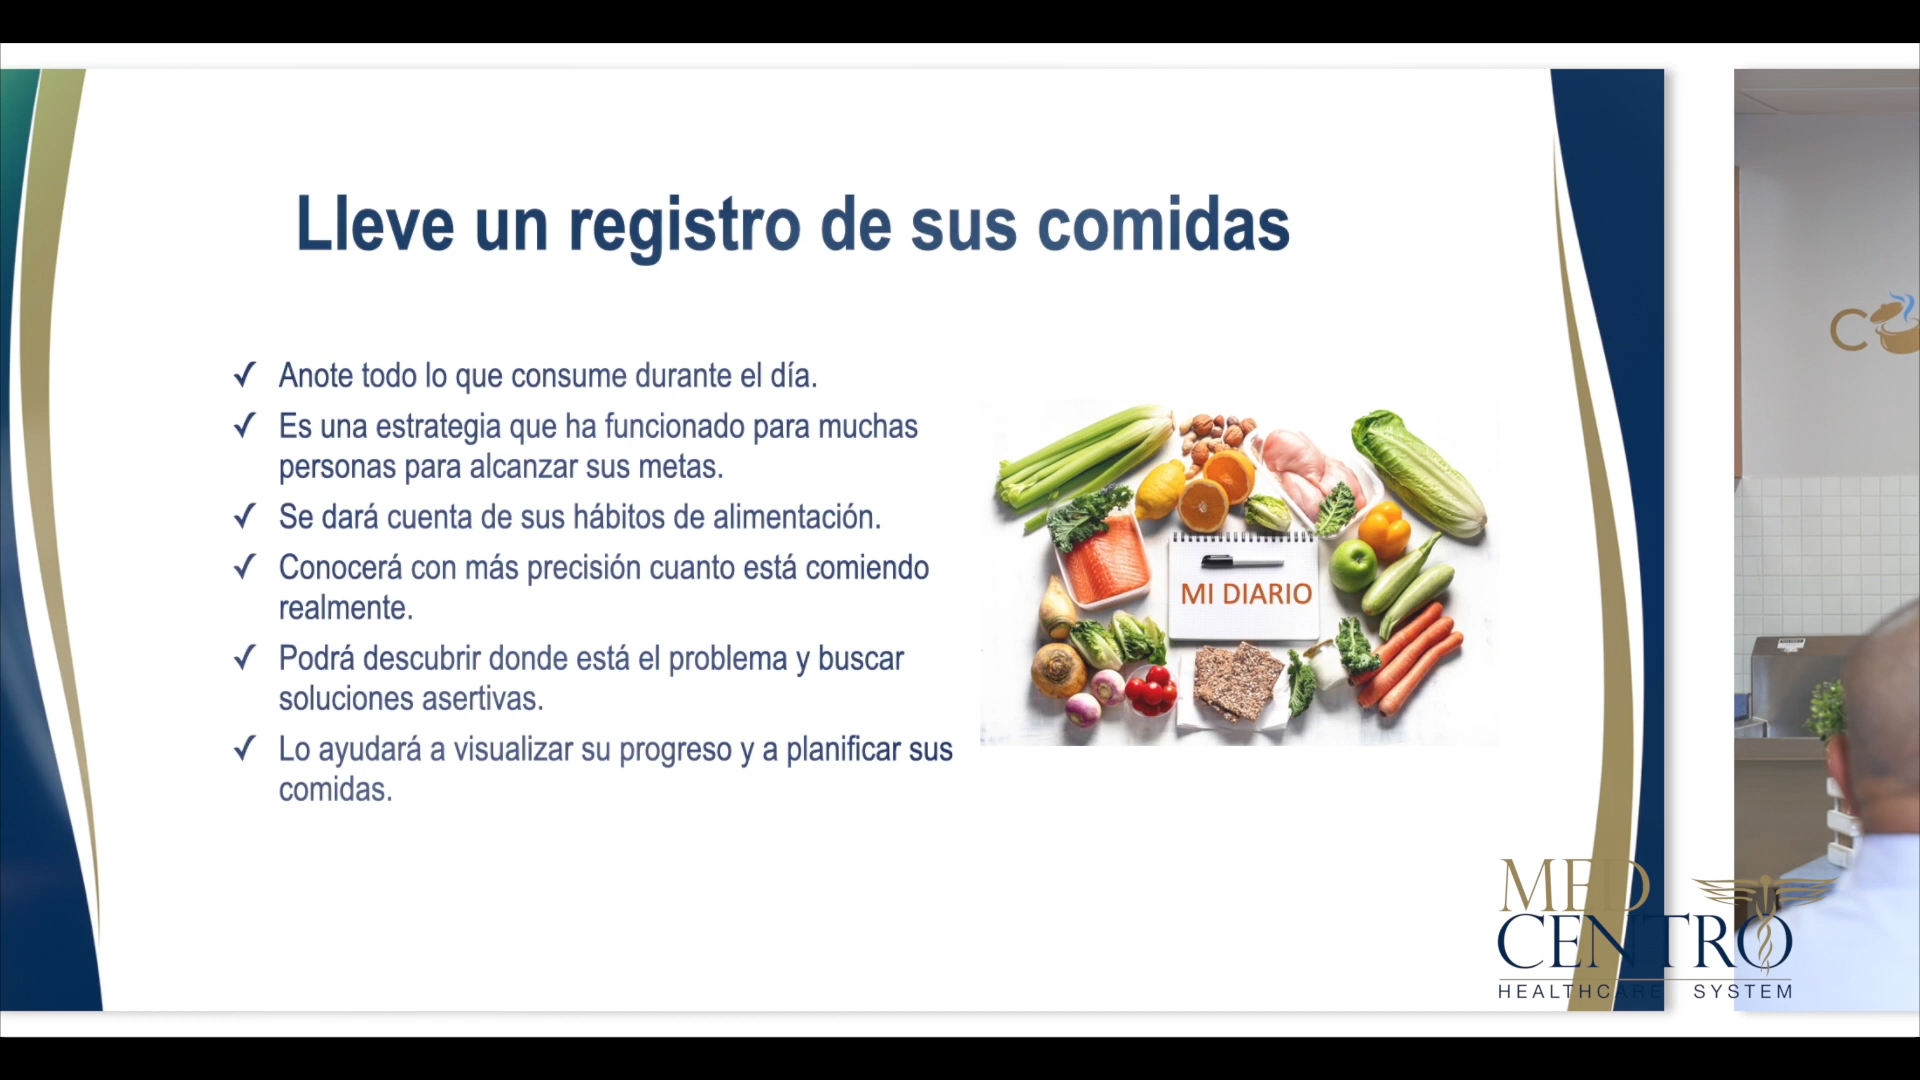 Lleve un registro de sus comidas
✓ Anote todo lo que consume durante el día.
✓ Es una estrategia que ha funcionado para muchas
personas para alcanzar sus metas.
✓ Se dará cuenta de sus hábitos de alimentación.
✓ Conocerá con más precisión cuanto está comiendo
realmente.
✓ Podrá descubrir donde está el problema y buscar
soluciones asertivas.
✓ Lo ayudará a visualizar su progreso y a planificar sus
comidas.
MI DIARIO
MED
CENTRO
HEALTHCARE SYSTEM